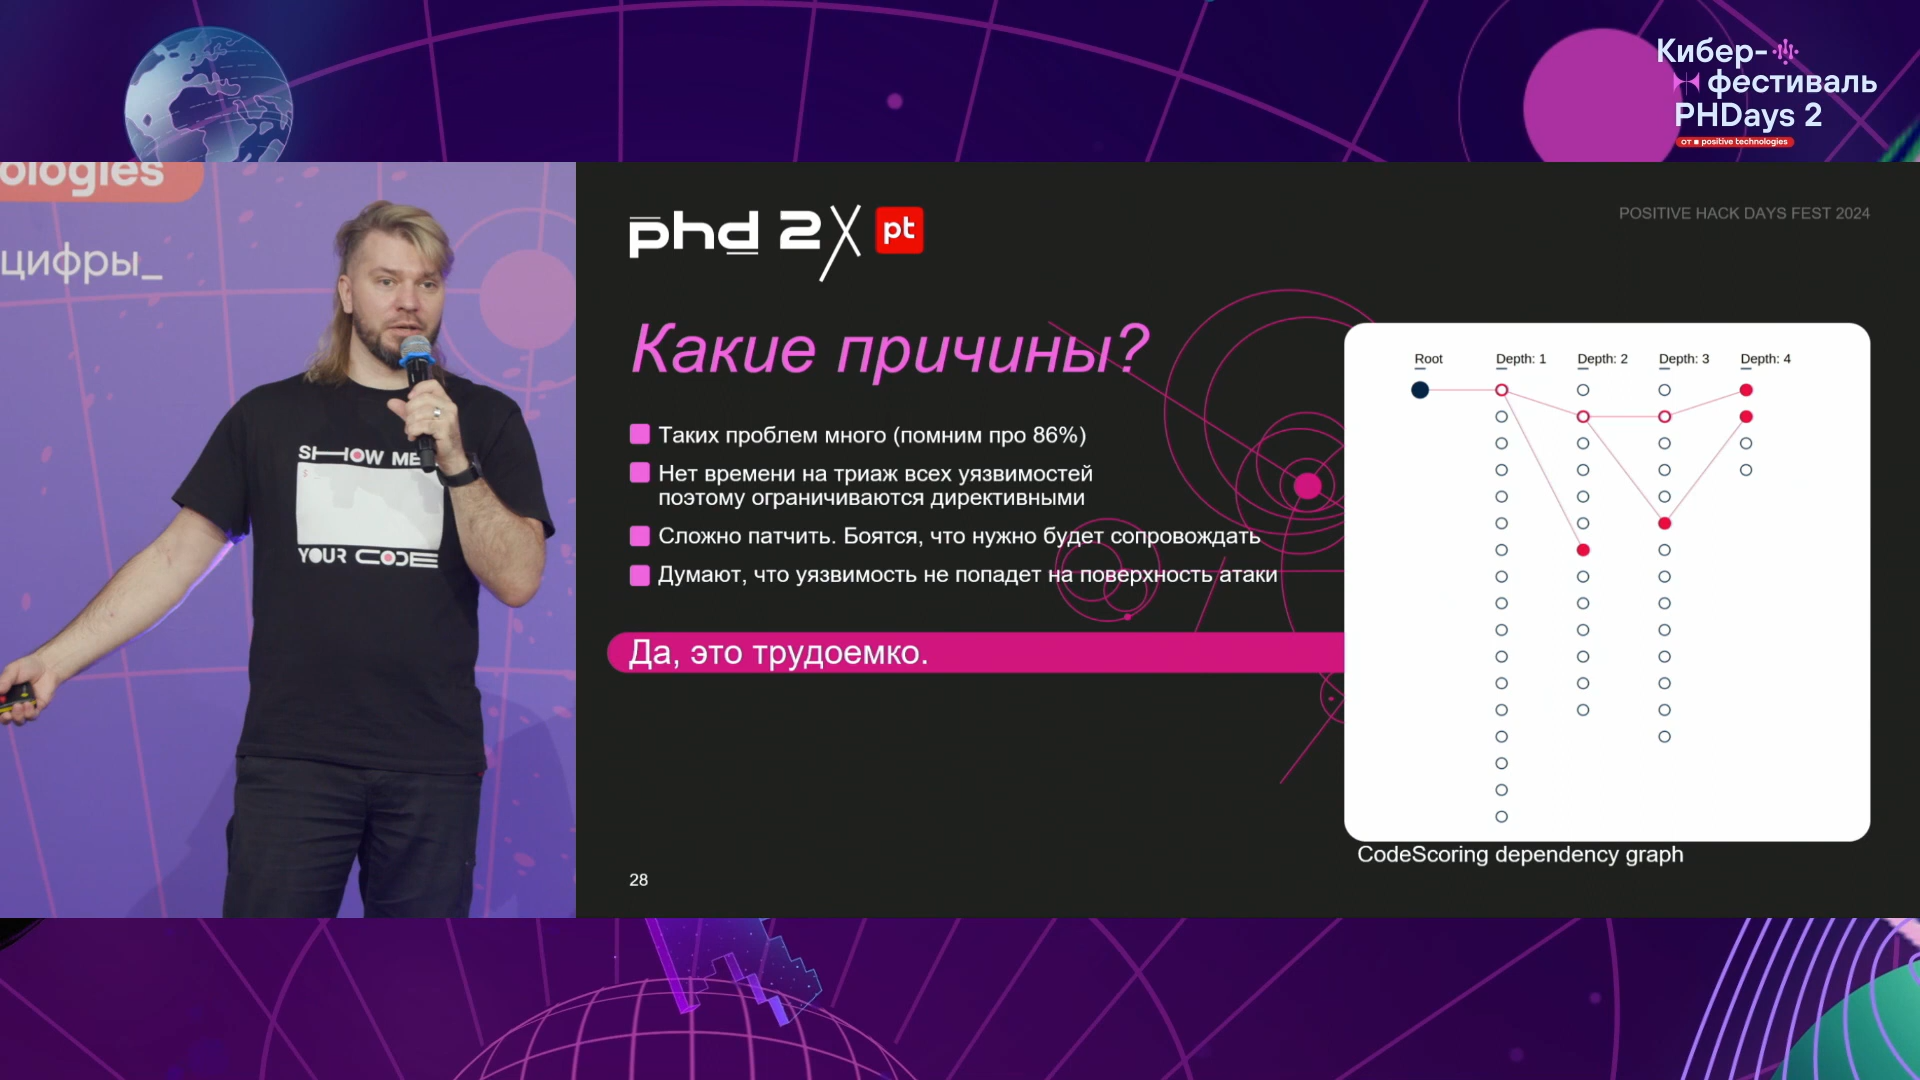 Кибер-
фестиваль
PHDays 2
от positive technologies
ologies
цифры_
SHOW ME
YOUR CODE
phd 2
pt
POSITIVE HACK DAYS FEST 2024
Какие причины?
Таких проблем много (помним про 86%)
Нет времени на триаж всех уязвимостей
поэтому ограничиваются директивными
Сложно патчить. Боятся, что нужно будет сопровождать
Думают, что уязвимость не попадет на поверхность атаки
Да, это трудоемко.
Root Depth: 1 Depth: 2 Depth: 3 Depth: 4
CodeScoring dependency graph
28